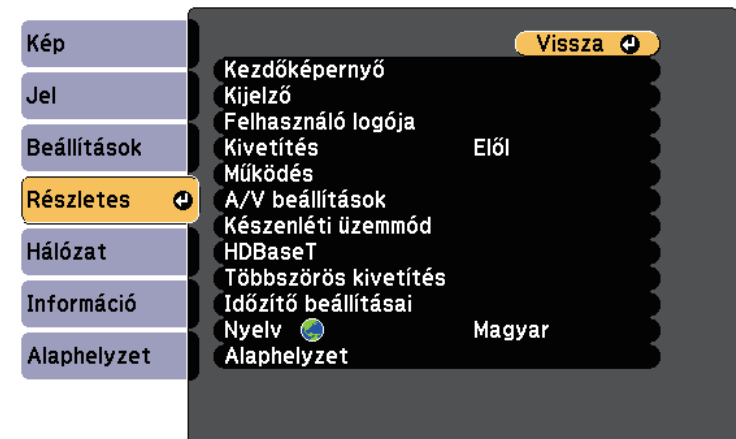 Kép
Jel
Beállítások
Részletes
Hálózat
Információ
Alaphelyzet
Vissza
Kezdőképernyő
Kijelző
Felhasználó logója
Kivetítés Elől
Működés
A/V beállítások
Készenléti üzemmód
HDBaseT
Többszörös kivetítés
Időzítő beállításai
Nyelv Magyar
Alaphelyzet